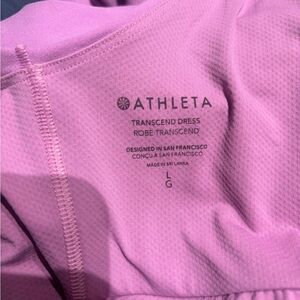 ATHLETA
TRANSCEND DRESS
ROBE TRANSCEND
DESIGNED IN SAN FRANCISCO
CONÇU À SAN FRANCISCO
MADE IN SRI LANKA
L
G